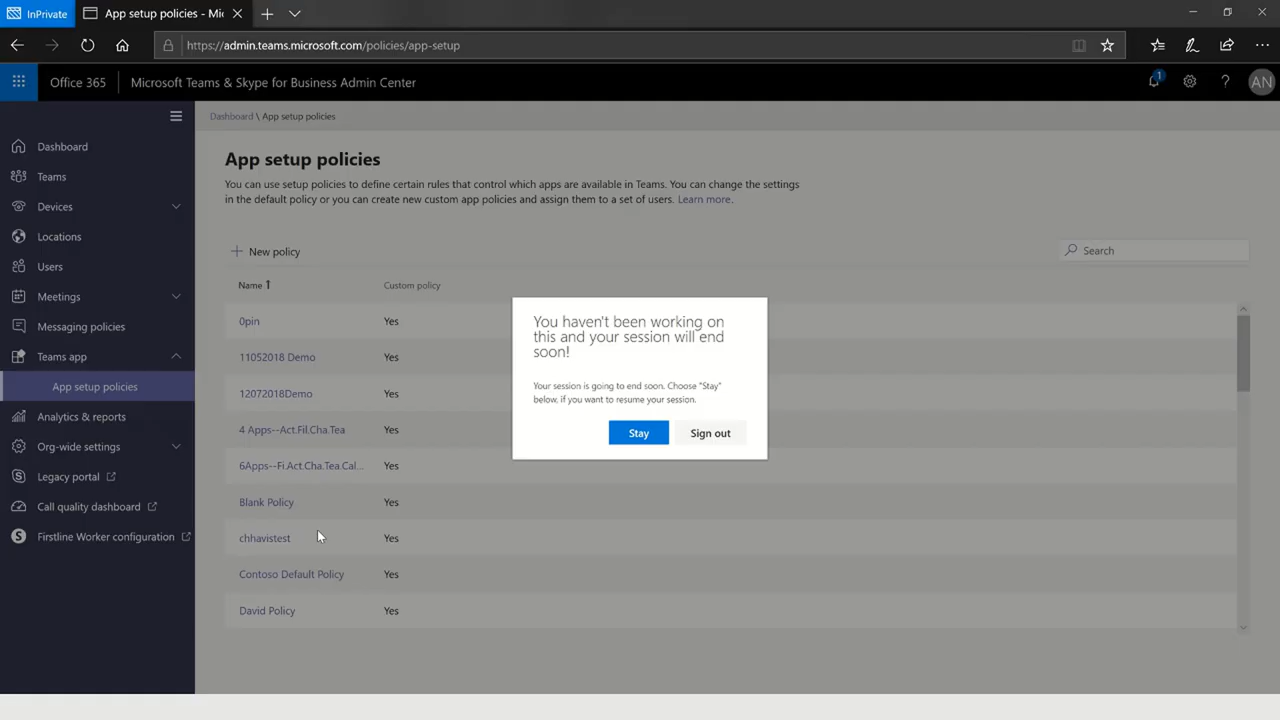 InPrivate
App setup policies - Mic
https://admin.teams.microsoft.com/policies/app-setup
Office 365
Microsoft Teams & Skype for Business Admin Center
1
?
AN
Dashboard
Teams
Devices
Locations
Users
Meetings
Messaging policies
Teams app
App setup policies
Analytics & reports
Org-wide settings
Legacy portal
Call quality dashboard
Firstline Worker configuration
Dashboard \ App setup policies
App setup policies
You can use setup policies to define certain rules that control which apps are available in Teams. You can change the settings
in the default policy or you can create new custom app policies and assign them to a set of users. Learn more.
New policy
Search
Name Custom policy
0pin Yes
11052018 Demo Yes
12072018Demo Yes
4 Apps--Act.Fil.Cha.Tea Yes
6Apps--Fi.Act.Cha.Tea.Cal... Yes
Blank Policy Yes
chhavistest Yes
Contoso Default Policy Yes
David Policy Yes
You haven't been working on
this and your session will end
soon!
Your session is going to end soon. Choose "Stay"
below, if you want to resume your session.
Stay
Sign out